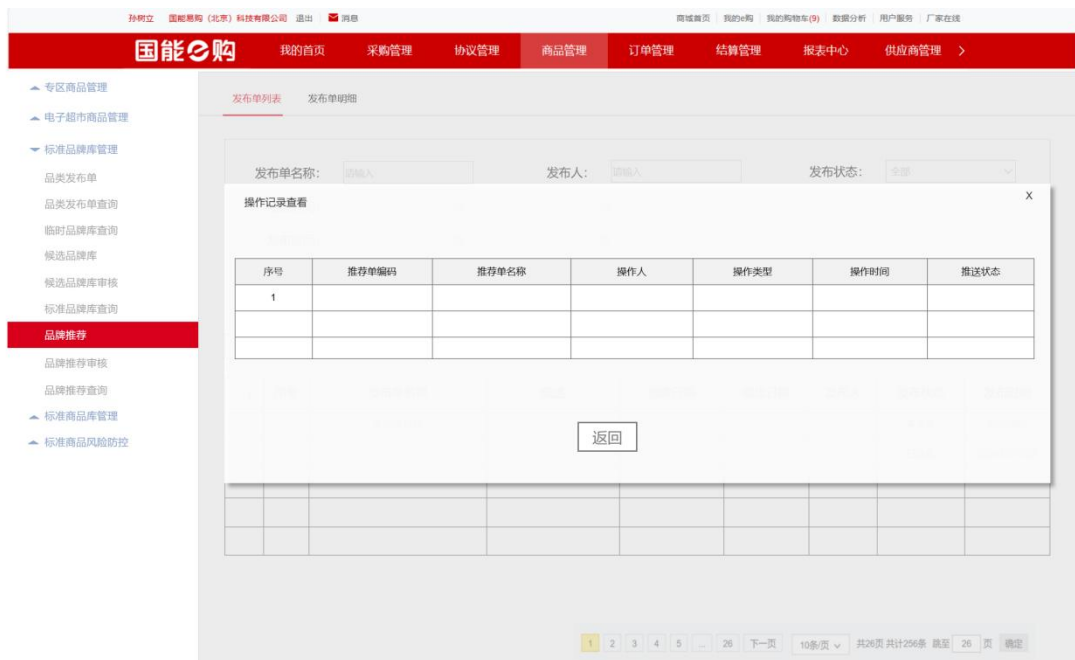 孙树立 国能易购（北京）科技有限公司 退出 消息 商城首页 我的e购 我的购物车(9) 数据分析 用户服务 厂家在线
国能e购 我的首页 采购管理 协议管理 商品管理 订单管理 结算管理 报表中心 供应商管理 >
专区商品管理
电子超市商品管理
标准品牌库管理
品类发布单
品类发布单查询
临时品牌库查询
候选品牌库
候选品牌库审核
标准品牌库查询
品牌推荐
品牌推荐审核
品牌推荐查询
标准商品库管理
标准商品风险防控
发布单列表 发布单明细
发布单名称： 请输入 发布人： 请输入 发布状态： 全部
操作记录查看 X
序号 推荐单编码 推荐单名称 操作人 操作类型 操作时间 推送状态
1
返回
1 2 3 4 5 ... 26 下一页 10条/页 共26页 共计256条 跳至 26 页 确定